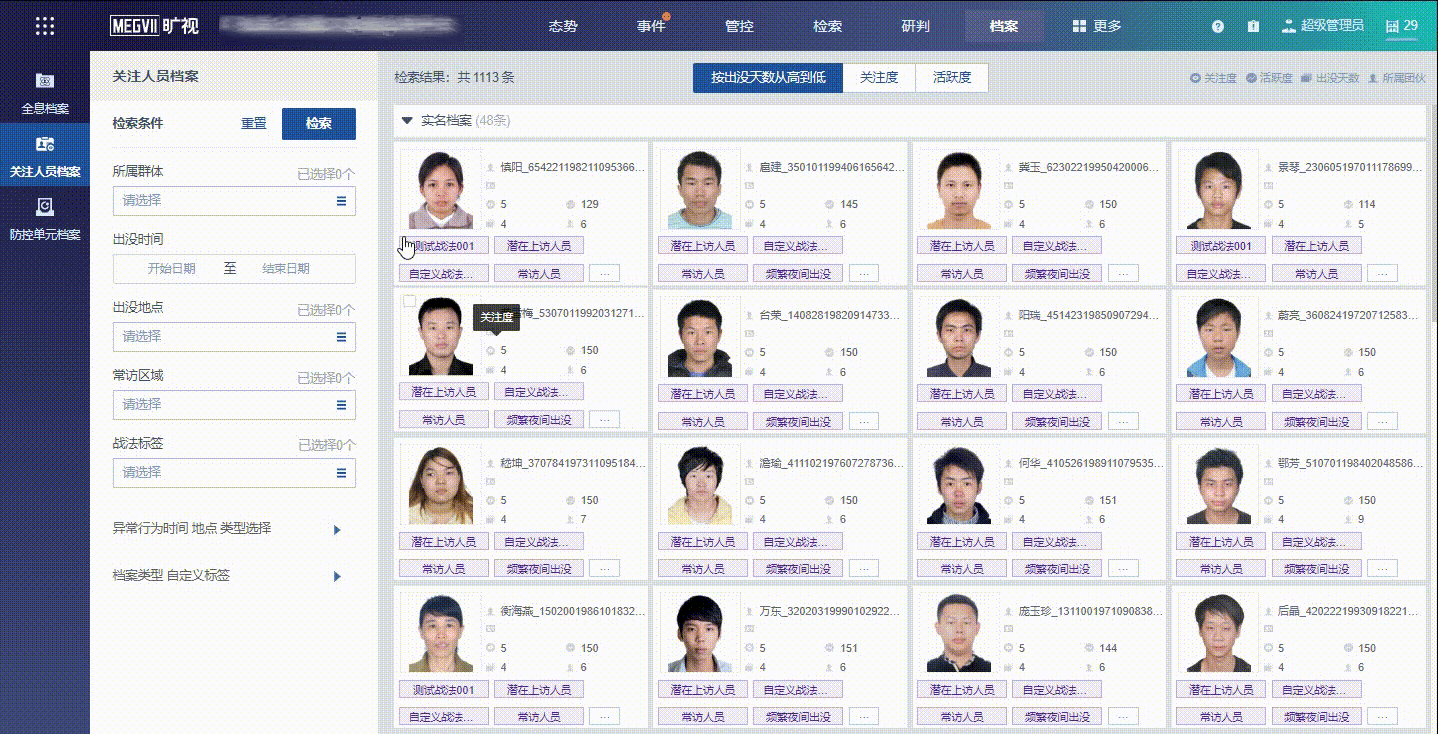 MEGVII 旷视 态势 事件 管控 检索 研判 档案 更多 超级管理员 29
全息档案
关注人员档案
防控单元档案
关注人员档案
检索条件 重置 检索
所属群体 已选择0个
请选择
出没时间
开始日期 至 结束日期
出没地点 已选择0个
请选择
常访区域 已选择0个
请选择
战法标签 已选择0个
请选择
异常行为时间 地点 类型选择
档案类型 自定义标签
检索结果: 共 1113 条 按出没天数从高到低 关注度 活跃度 关注度 活跃度 出没天数 所属团伙
实名档案 (48条)
慎阳_654221198211095366...
5 129
4 6
测试战法001 潜在上访人员
自定义战法... 常访人员 ...
扈建_350101199406165642...
5 145
4 6
潜在上访人员 自定义战法...
常访人员 频繁夜间出没 ...
冀玉_62302219950420006...
5 150
4 6
潜在上访人员 自定义战法...
常访人员 频繁夜间出没 ...
景琴_230605197011178699...
5 114
4 5
测试战法001 潜在上访人员
自定义战法... 常访人员 ...
关注度
梅_5307011992031271...
5 150
4 6
潜在上访人员 自定义战法...
常访人员 频繁夜间出没 ...
台荣_14082819820914733...
5 150
4 6
潜在上访人员 自定义战法...
常访人员 频繁夜间出没 ...
阳瑞_45142319850907294...
5 150
4 6
潜在上访人员 自定义战法...
常访人员 频繁夜间出没 ...
蔚亮_36082419720712583...
5 150
4 6
潜在上访人员 自定义战法...
常访人员 频繁夜间出没 ...
嵇坤_370784197311095184...
5 150
4 7
潜在上访人员 自定义战法...
常访人员 频繁夜间出没 ...
澹瑜_411102197607278736...
5 150
4 6
潜在上访人员 自定义战法...
常访人员 频繁夜间出没 ...
何华_410526198911079535...
5 151
4 6
潜在上访人员 自定义战法...
常访人员 频繁夜间出没 ...
鄂芳_510701198402048586...
5 150
4 9
潜在上访人员 自定义战法...
常访人员 频繁夜间出没 ...
衡海燕_1502001986101832...
5 150
4 6
测试战法001 潜在上访人员
自定义战法... 常访人员 ...
万东_32020319990102922...
5 151
4 6
潜在上访人员 自定义战法...
常访人员 频繁夜间出没 ...
庞玉珍_1311001971090838...
5 144
4 6
潜在上访人员 自定义战法...
常访人员 频繁夜间出没 ...
后晶_42022219930918221...
5 150
4 6
潜在上访人员 自定义战法...
常访人员 频繁夜间出没 ...